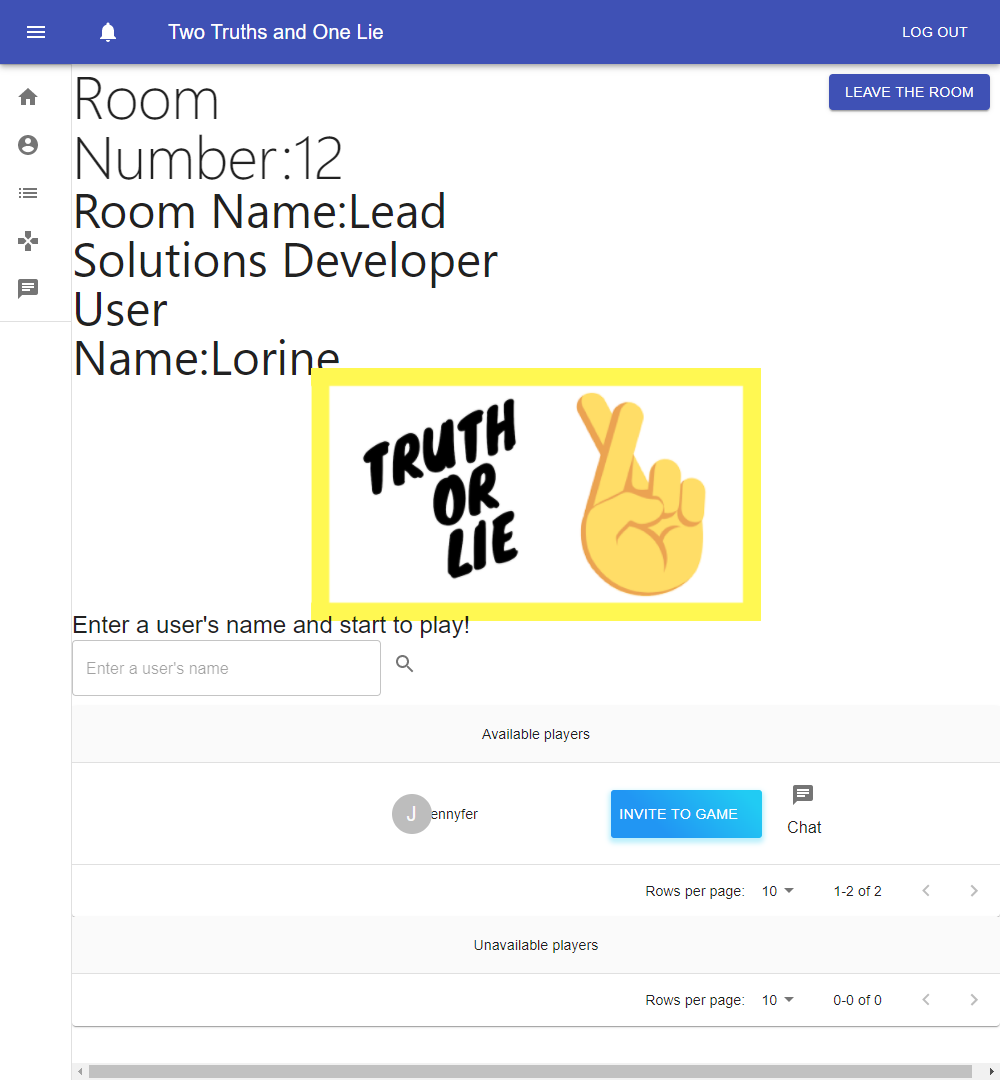 Two Truths and One Lie
LOG OUT
LEAVE THE ROOM
Room
Number:12
Room Name:Lead
Solutions Developer
User
Name:Lorine
TRUTH
OR
LIE
Enter a user's name and start to play!
Enter a user's name
Available players
J ennyfer
INVITE TO GAME
Chat
Rows per page: 10 1-2 of 2
Unavailable players
Rows per page: 10 0-0 of 0